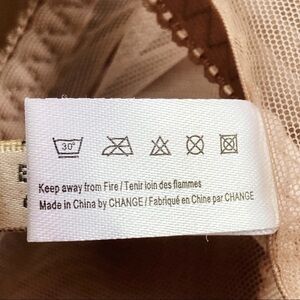 30°
Keep away from Fire / Tenir loin des flammes
Made in China by CHANGE / Fabriqué en Chine par CHANGE